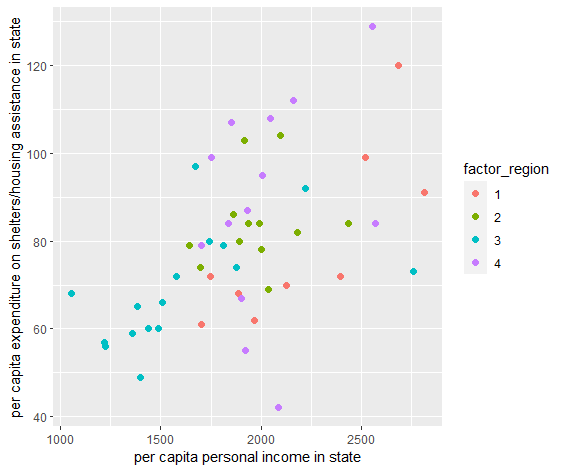 per capita expenditure on shelters/housing assistance in state
120
100
80
60
40
1000 1500 2000 2500
per capita personal income in state
factor_region
1
2
3
4